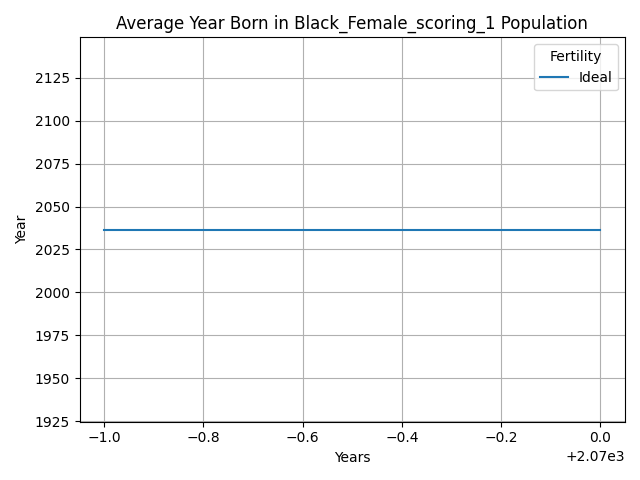 Average Year Born in Black_Female_scoring_1 Population
Fertility
Ideal
2125
2100
2075
2050
2025
2000
1975
1950
1925
Year
−1.0 −0.8 −0.6 −0.4 −0.2 0.0
Years
+2.07e3